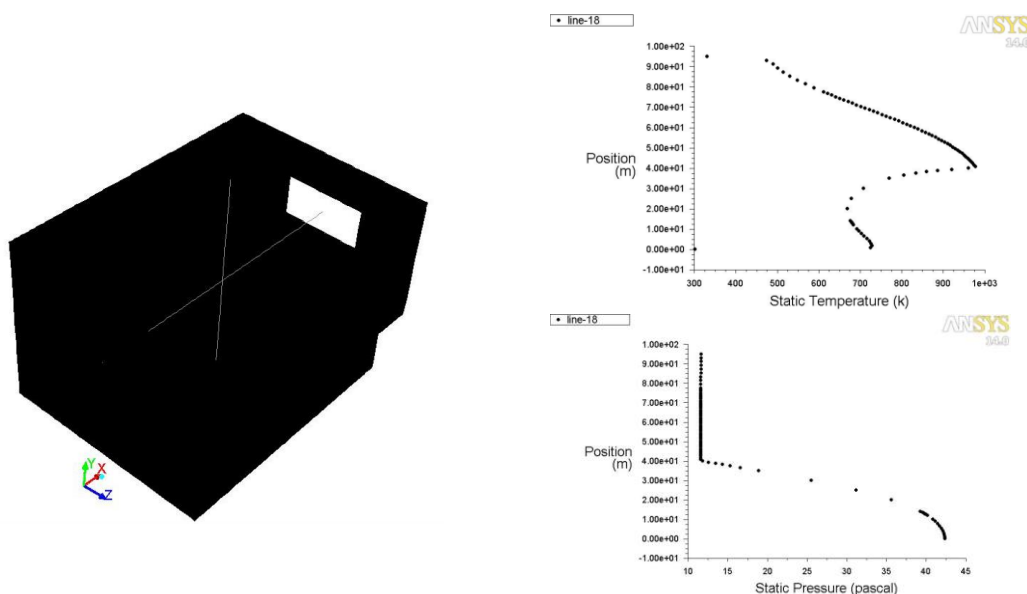 Y
X
Z
line-18
ANSYS
14.0
1.00e+02
9.00e+01
8.00e+01
7.00e+01
6.00e+01
5.00e+01
4.00e+01
3.00e+01
2.00e+01
1.00e+01
0.00e+00
-1.00e+01
Position
(m)
300 400 500 600 700 800 900 1e+03
Static Temperature (k)
line-18
ANSYS
14.0
1.00e+02
9.00e+01
8.00e+01
7.00e+01
6.00e+01
5.00e+01
4.00e+01
3.00e+01
2.00e+01
1.00e+01
0.00e+00
-1.00e+01
Position
(m)
10 15 20 25 30 35 40 45
Static Pressure (pascal)